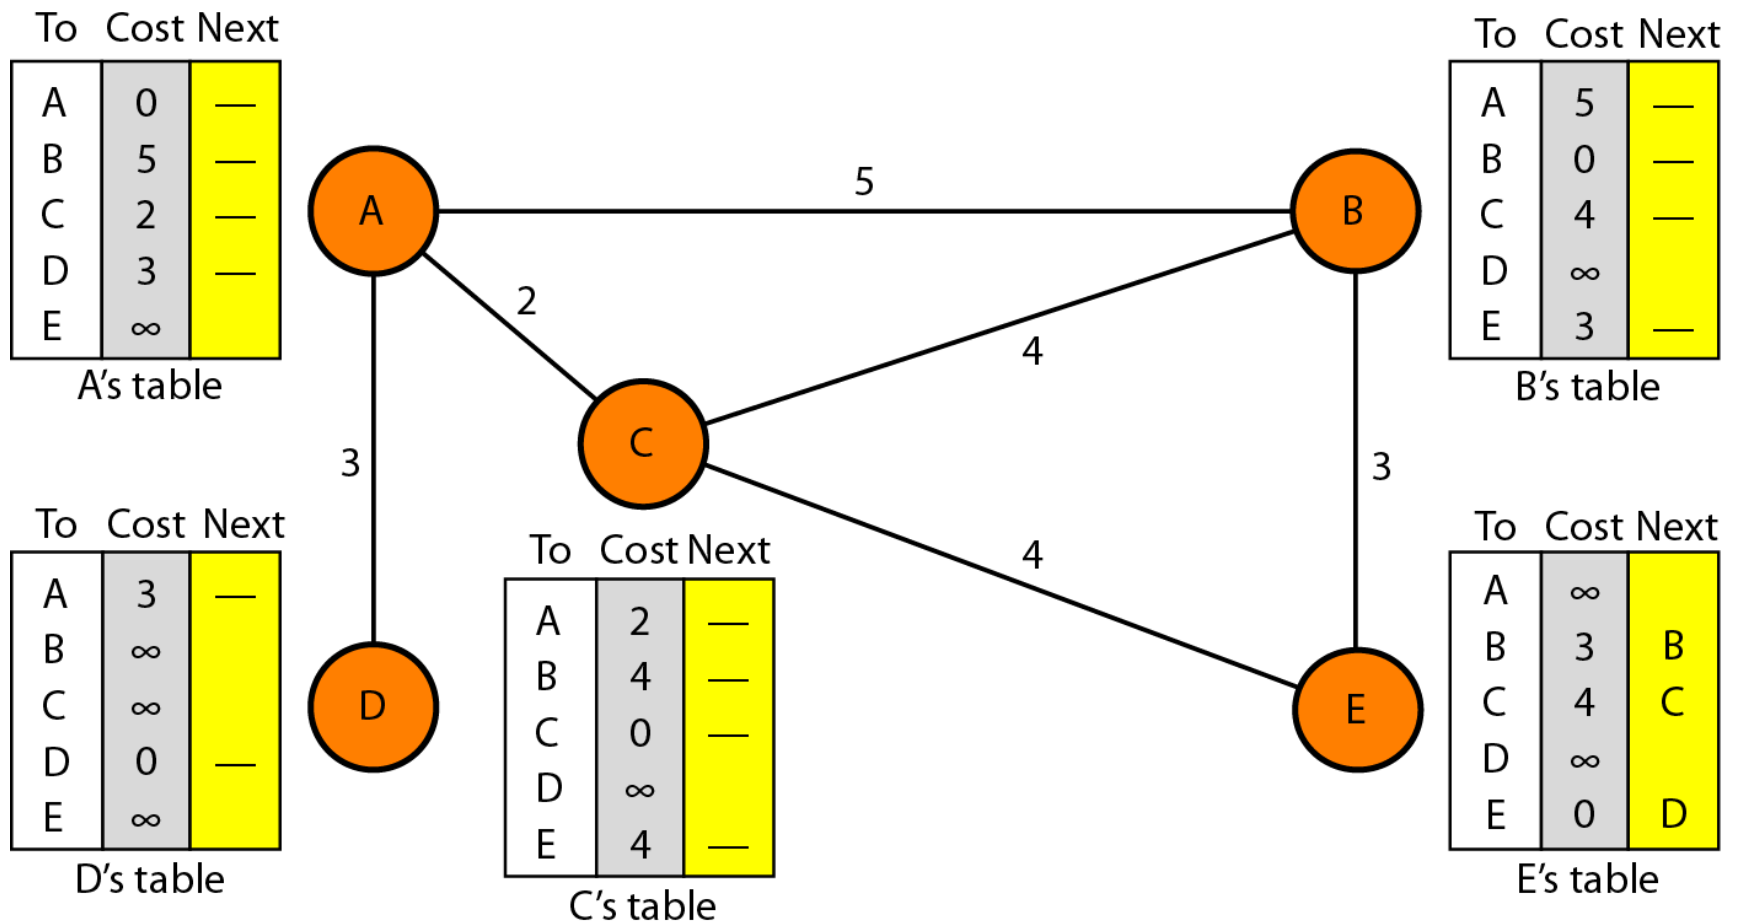 To Cost Next
A 0 —
B 5 —
C 2 —
D 3 —
E ∞
A's table
To Cost Next
A 5 —
B 0 —
C 4 —
D ∞
E 3 —
B's table
A
5
B
2
4
C
3
3
4
D
E
To Cost Next
A 3 —
B ∞
C ∞
D 0 —
E ∞
D's table
To Cost Next
A 2 —
B 4 —
C 0 —
D ∞
E 4 —
C's table
To Cost Next
A ∞
B 3 B
C 4 C
D ∞
E 0 D
E's table